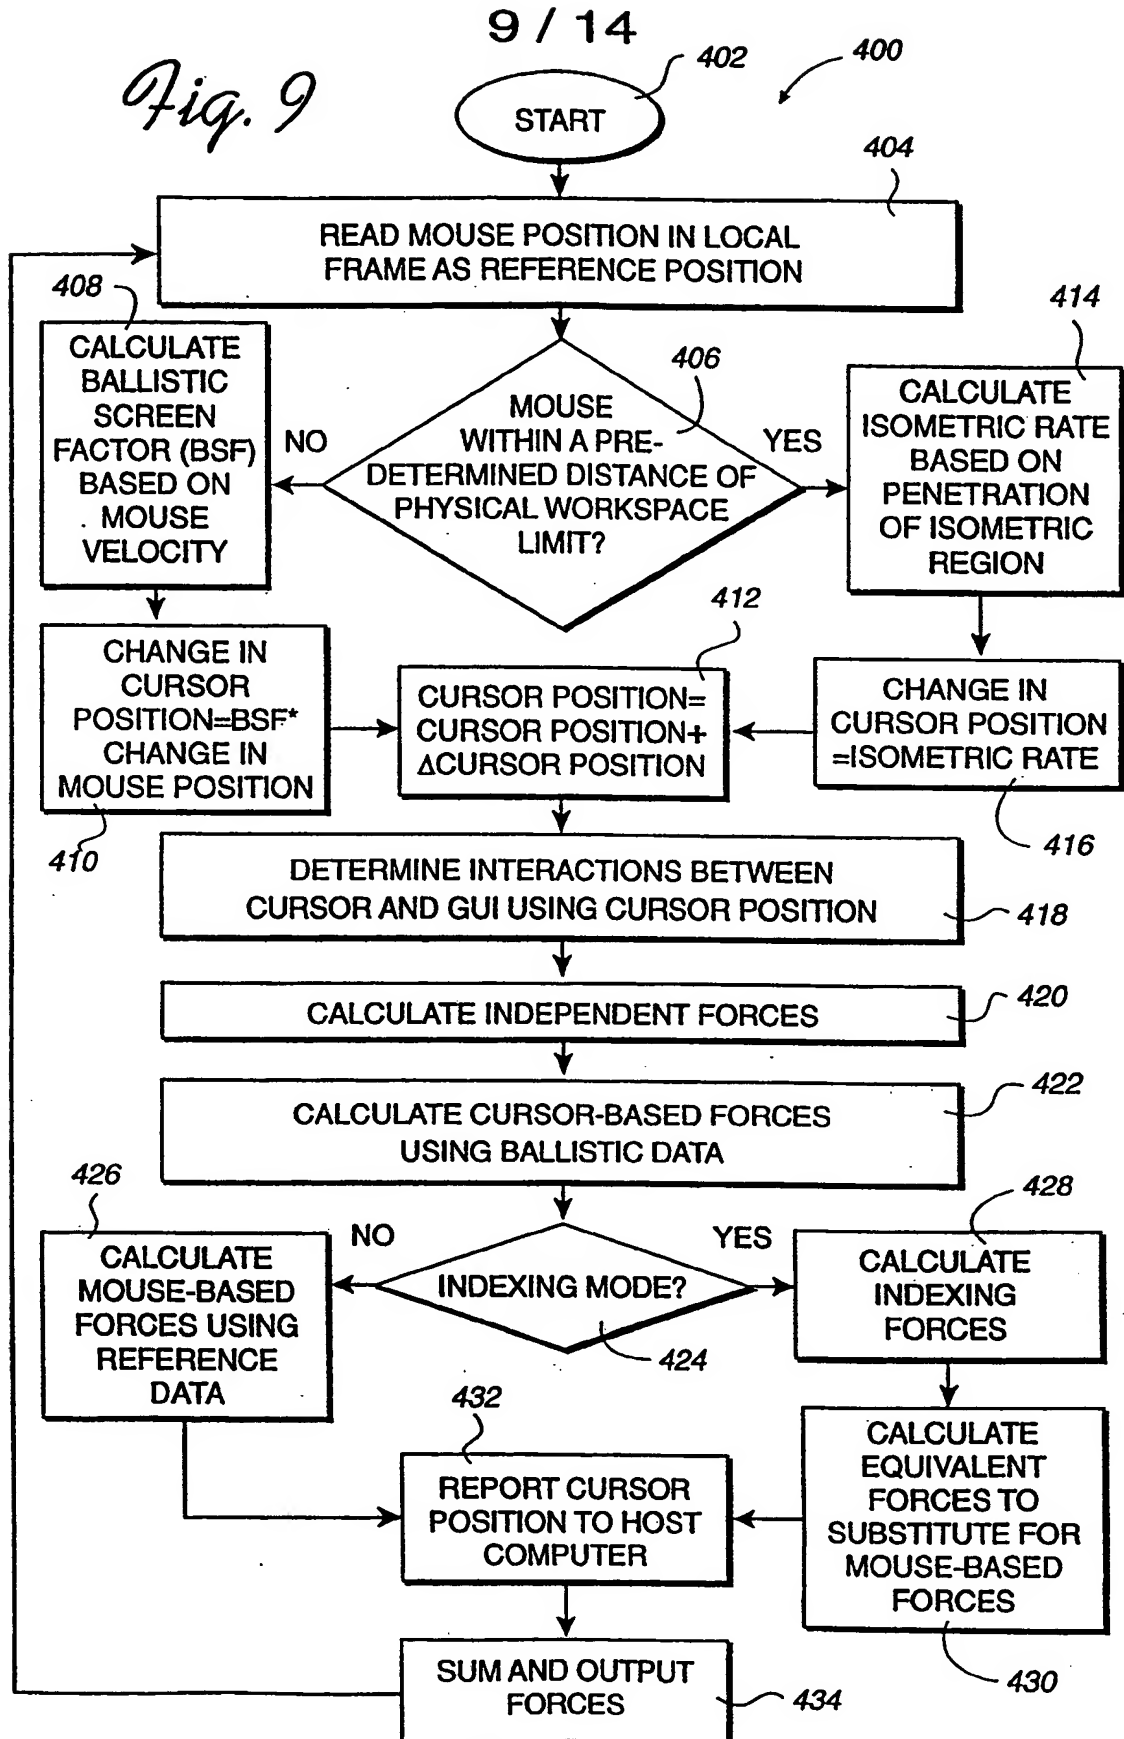 9 / 14
Fig. 9
400
402
START
404
READ MOUSE POSITION IN LOCAL
FRAME AS REFERENCE POSITION
406
MOUSE
WITHIN A PRE-
DETERMINED DISTANCE OF
PHYSICAL WORKSPACE
LIMIT?
NO
YES
408
CALCULATE
BALLISTIC
SCREEN
FACTOR (BSF)
BASED ON
MOUSE
VELOCITY
414
CALCULATE
ISOMETRIC RATE
BASED ON
PENETRATION
OF ISOMETRIC
REGION
CHANGE IN
CURSOR
POSITION=BSF*
CHANGE IN
MOUSE POSITION
410
412
CURSOR POSITION=
CURSOR POSITION+
ΔCURSOR POSITION
CHANGE IN
CURSOR POSITION
=ISOMETRIC RATE
416
DETERMINE INTERACTIONS BETWEEN
CURSOR AND GUI USING CURSOR POSITION
418
CALCULATE INDEPENDENT FORCES
420
CALCULATE CURSOR-BASED FORCES
USING BALLISTIC DATA
422
INDEXING MODE?
424
NO
YES
426
CALCULATE
MOUSE-BASED
FORCES USING
REFERENCE
DATA
428
CALCULATE
INDEXING
FORCES
CALCULATE
EQUIVALENT
FORCES TO
SUBSTITUTE FOR
MOUSE-BASED
FORCES
430
432
REPORT CURSOR
POSITION TO HOST
COMPUTER
SUM AND OUTPUT
FORCES
434